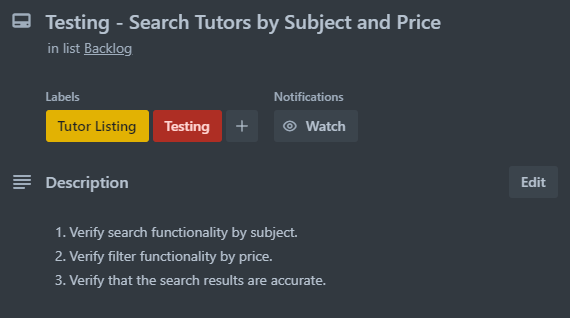 Testing - Search Tutors by Subject and Price
in list Backlog
Labels
Notifications
Tutor Listing
Testing
+
Watch
Description
Edit
1. Verify search functionality by subject.
2. Verify filter functionality by price.
3. Verify that the search results are accurate.